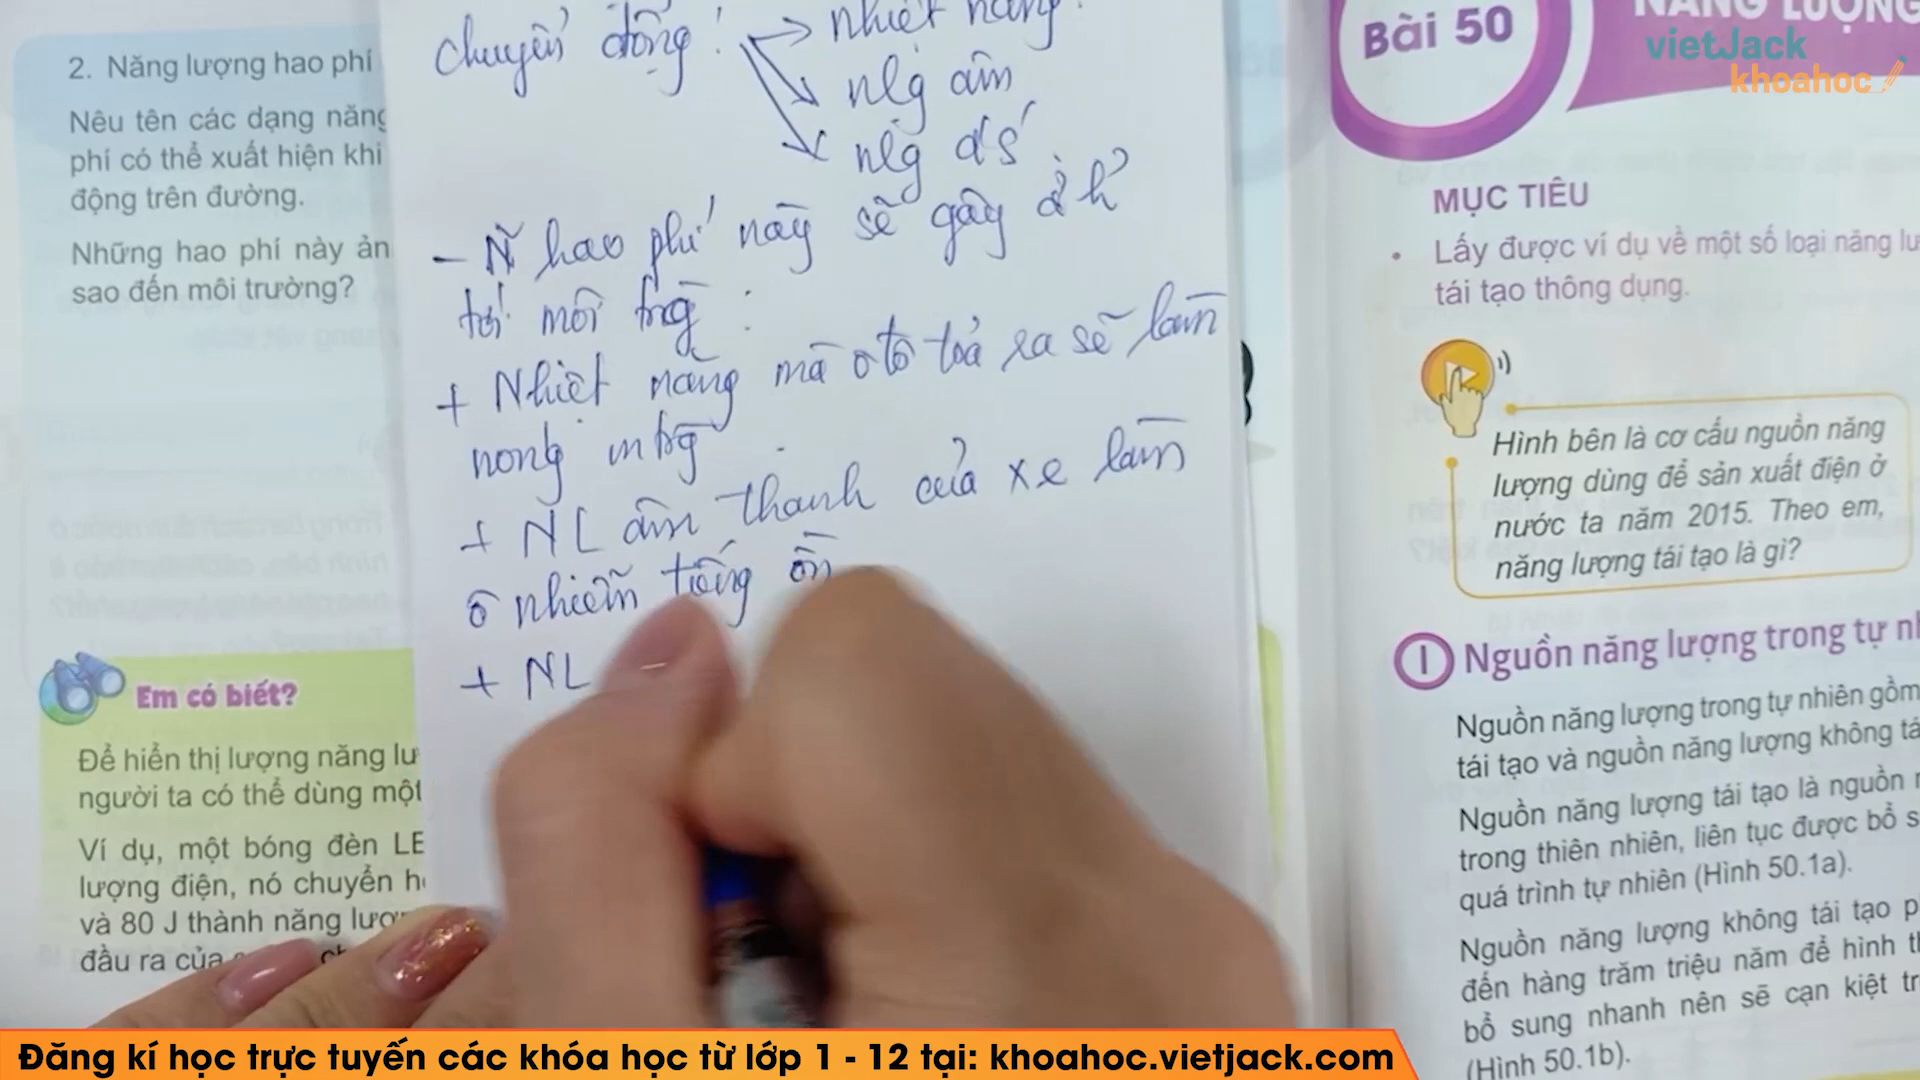 2. Năng lượng hao phí
Nêu tên các dạng năng
phí có thể xuất hiện khi
động trên đường.
Những hao phí này ản
sao đến môi trường?
Em có biết?
Để hiển thị lượng năng lư
người ta có thể dùng một
Ví dụ, một bóng đèn LE
lượng điện, nó chuyển h
và 80 J thành năng lượn
đầu ra của
chuyển động! nhiệt năng
nlg âm
nlg a's'
- N~ hao phí này sẽ gây ả'h'
tới môi trg :
+ Nhiệt năng mà ô tô toả ra sẽ làm
nong mtrg
+ NL âm thanh của xe làm
ô nhiễm tiếng ồn
+ NL
Bài 50
NĂNG LƯỢNG
vietJack
khoahoc
MỤC TIÊU
• Lấy được ví dụ về một số loại năng lư
tái tạo thông dụng.
Hình bên là cơ cấu nguồn năng
lượng dùng để sản xuất điện ở
nước ta năm 2015. Theo em,
năng lượng tái tạo là gì?
I Nguồn năng lượng trong tự nh
Nguồn năng lượng trong tự nhiên gồm
tái tạo và nguồn năng lượng không tá
Nguồn năng lượng tái tạo là nguồn n
trong thiên nhiên, liên tục được bổ s
quá trình tự nhiên (Hình 50.1a).
Nguồn năng lượng không tái tạo p
đến hàng trăm triệu năm để hình t
bổ sung nhanh nên sẽ cạn kiệt tr
(Hình 50.1b).
Đăng kí học trực tuyến các khóa học từ lớp 1 - 12 tại: khoahoc.vietjack.com